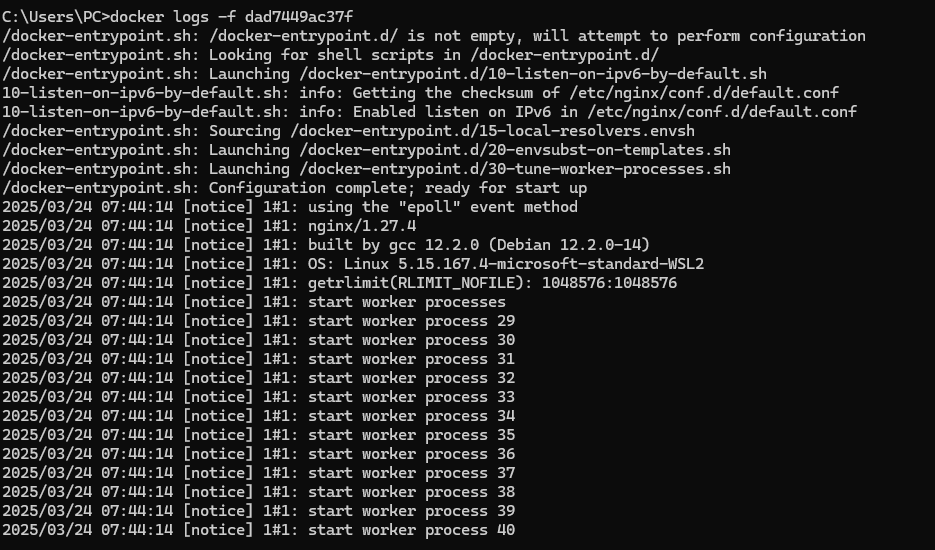 C:\Users\PC>docker logs -f dad7449ac37f
/docker-entrypoint.sh: /docker-entrypoint.d/ is not empty, will attempt to perform configuration
/docker-entrypoint.sh: Looking for shell scripts in /docker-entrypoint.d/
/docker-entrypoint.sh: Launching /docker-entrypoint.d/10-listen-on-ipv6-by-default.sh
10-listen-on-ipv6-by-default.sh: info: Getting the checksum of /etc/nginx/conf.d/default.conf
10-listen-on-ipv6-by-default.sh: info: Enabled listen on IPv6 in /etc/nginx/conf.d/default.conf
/docker-entrypoint.sh: Sourcing /docker-entrypoint.d/15-local-resolvers.envsh
/docker-entrypoint.sh: Launching /docker-entrypoint.d/20-envsubst-on-templates.sh
/docker-entrypoint.sh: Launching /docker-entrypoint.d/30-tune-worker-processes.sh
/docker-entrypoint.sh: Configuration complete; ready for start up
2025/03/24 07:44:14 [notice] 1#1: using the "epoll" event method
2025/03/24 07:44:14 [notice] 1#1: nginx/1.27.4
2025/03/24 07:44:14 [notice] 1#1: built by gcc 12.2.0 (Debian 12.2.0-14)
2025/03/24 07:44:14 [notice] 1#1: OS: Linux 5.15.167.4-microsoft-standard-WSL2
2025/03/24 07:44:14 [notice] 1#1: getrlimit(RLIMIT_NOFILE): 1048576:1048576
2025/03/24 07:44:14 [notice] 1#1: start worker processes
2025/03/24 07:44:14 [notice] 1#1: start worker process 29
2025/03/24 07:44:14 [notice] 1#1: start worker process 30
2025/03/24 07:44:14 [notice] 1#1: start worker process 31
2025/03/24 07:44:14 [notice] 1#1: start worker process 32
2025/03/24 07:44:14 [notice] 1#1: start worker process 33
2025/03/24 07:44:14 [notice] 1#1: start worker process 34
2025/03/24 07:44:14 [notice] 1#1: start worker process 35
2025/03/24 07:44:14 [notice] 1#1: start worker process 36
2025/03/24 07:44:14 [notice] 1#1: start worker process 37
2025/03/24 07:44:14 [notice] 1#1: start worker process 38
2025/03/24 07:44:14 [notice] 1#1: start worker process 39
2025/03/24 07:44:14 [notice] 1#1: start worker process 40